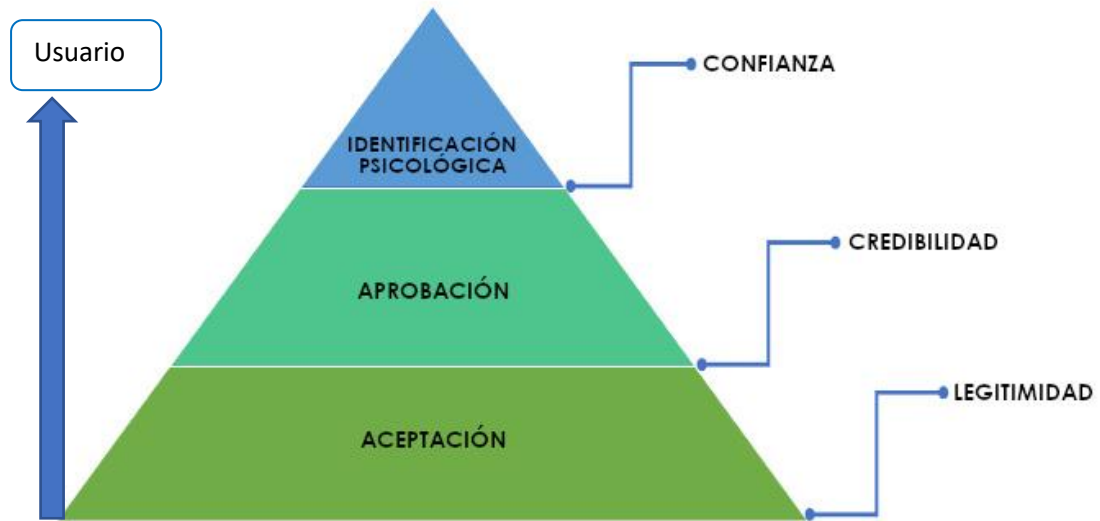 Usuario
CONFIANZA
IDENTIFICACIÓN
PSICOLÓGICA
CREDIBILIDAD
APROBACIÓN
LEGITIMIDAD
ACEPTACIÓN